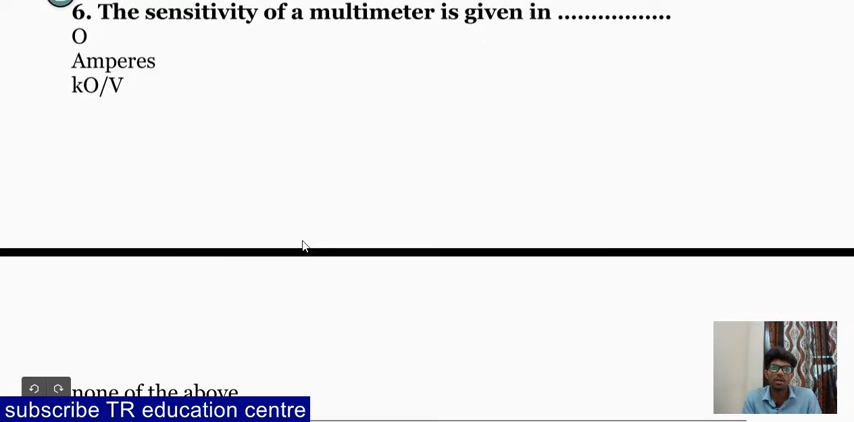 6. The sensitivity of a multimeter is given in .................
O
Amperes
kO/V
none of the above
subscribe TR education centre